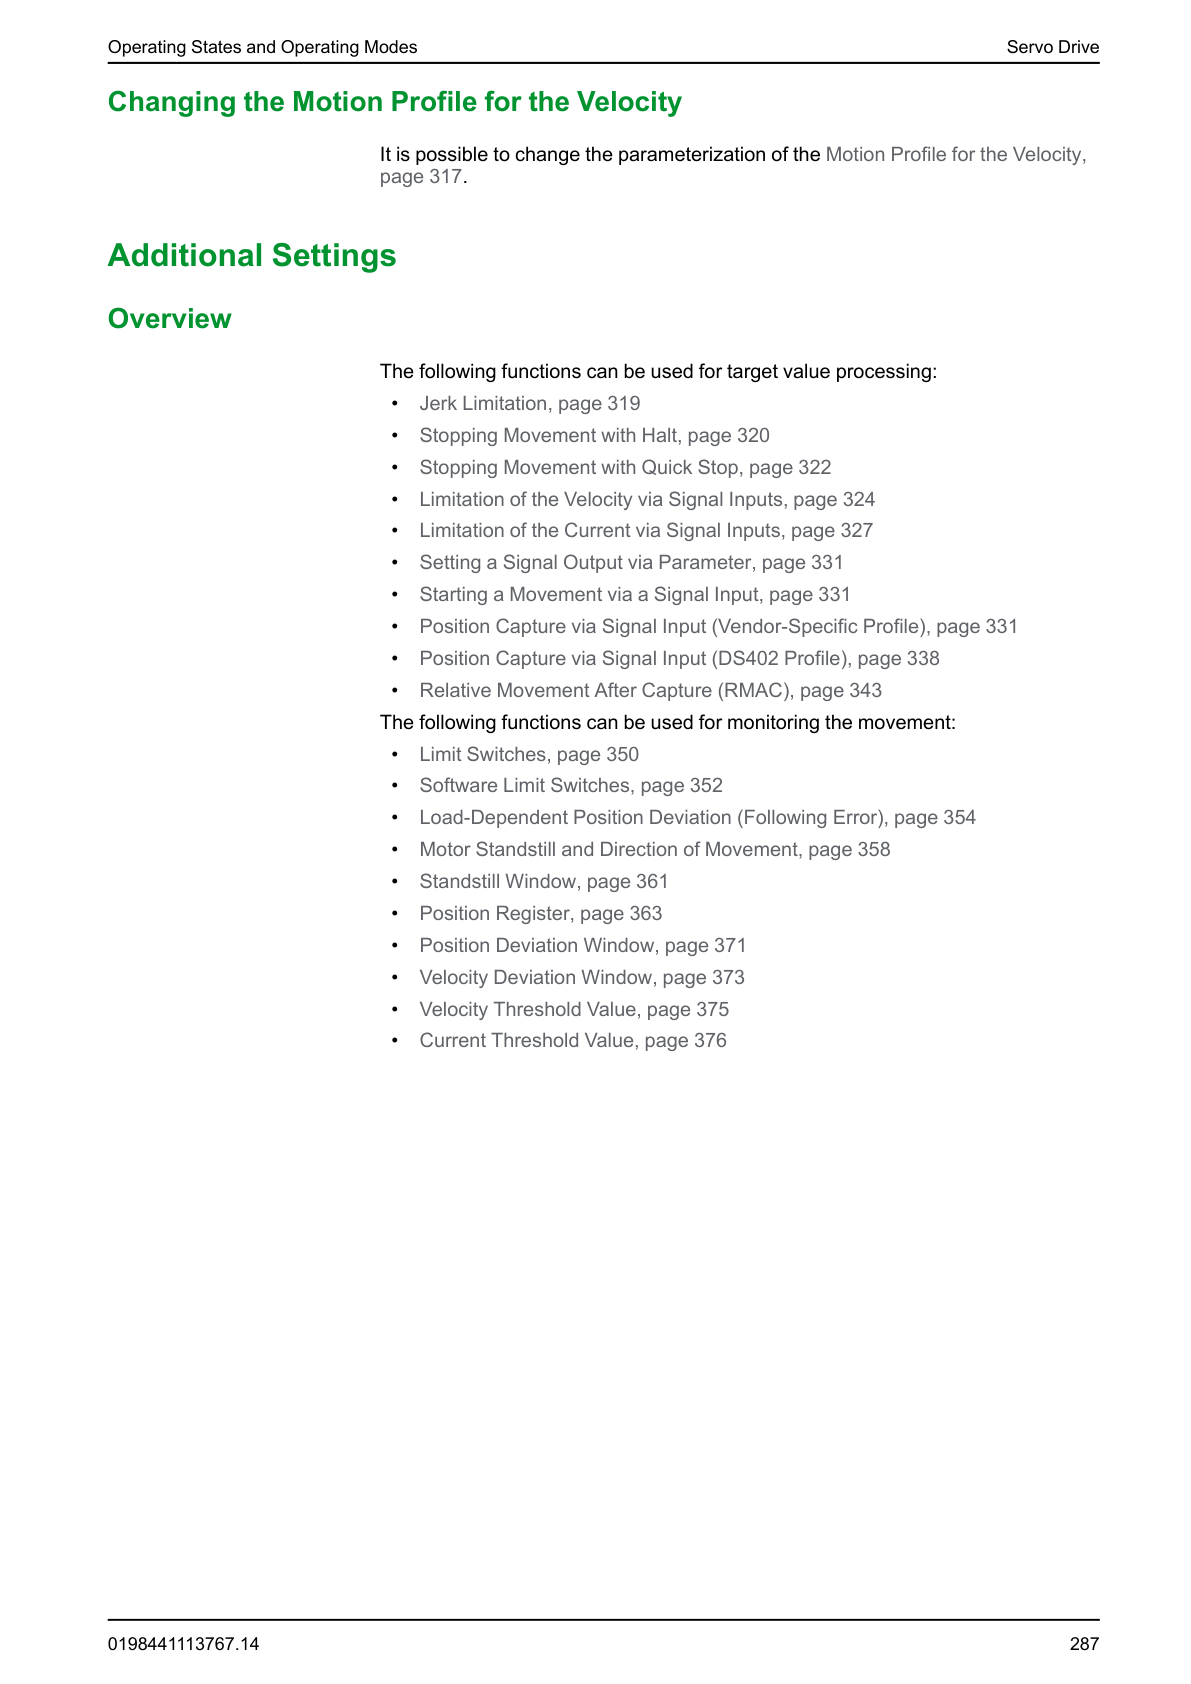 Operating States and Operating Modes
Servo Drive
Changing the Motion Profile for the Velocity
It is possible to change the parameterization of the Motion Profile for the Velocity,
page 317.
Additional Settings
Overview
The following functions can be used for target value processing:
• Jerk Limitation, page 319
• Stopping Movement with Halt, page 320
• Stopping Movement with Quick Stop, page 322
• Limitation of the Velocity via Signal Inputs, page 324
• Limitation of the Current via Signal Inputs, page 327
• Setting a Signal Output via Parameter, page 331
• Starting a Movement via a Signal Input, page 331
• Position Capture via Signal Input (Vendor-Specific Profile), page 331
• Position Capture via Signal Input (DS402 Profile), page 338
• Relative Movement After Capture (RMAC), page 343
The following functions can be used for monitoring the movement:
• Limit Switches, page 350
• Software Limit Switches, page 352
• Load-Dependent Position Deviation (Following Error), page 354
• Motor Standstill and Direction of Movement, page 358
• Standstill Window, page 361
• Position Register, page 363
• Position Deviation Window, page 371
• Velocity Deviation Window, page 373
• Velocity Threshold Value, page 375
• Current Threshold Value, page 376
0198441113767.14
287